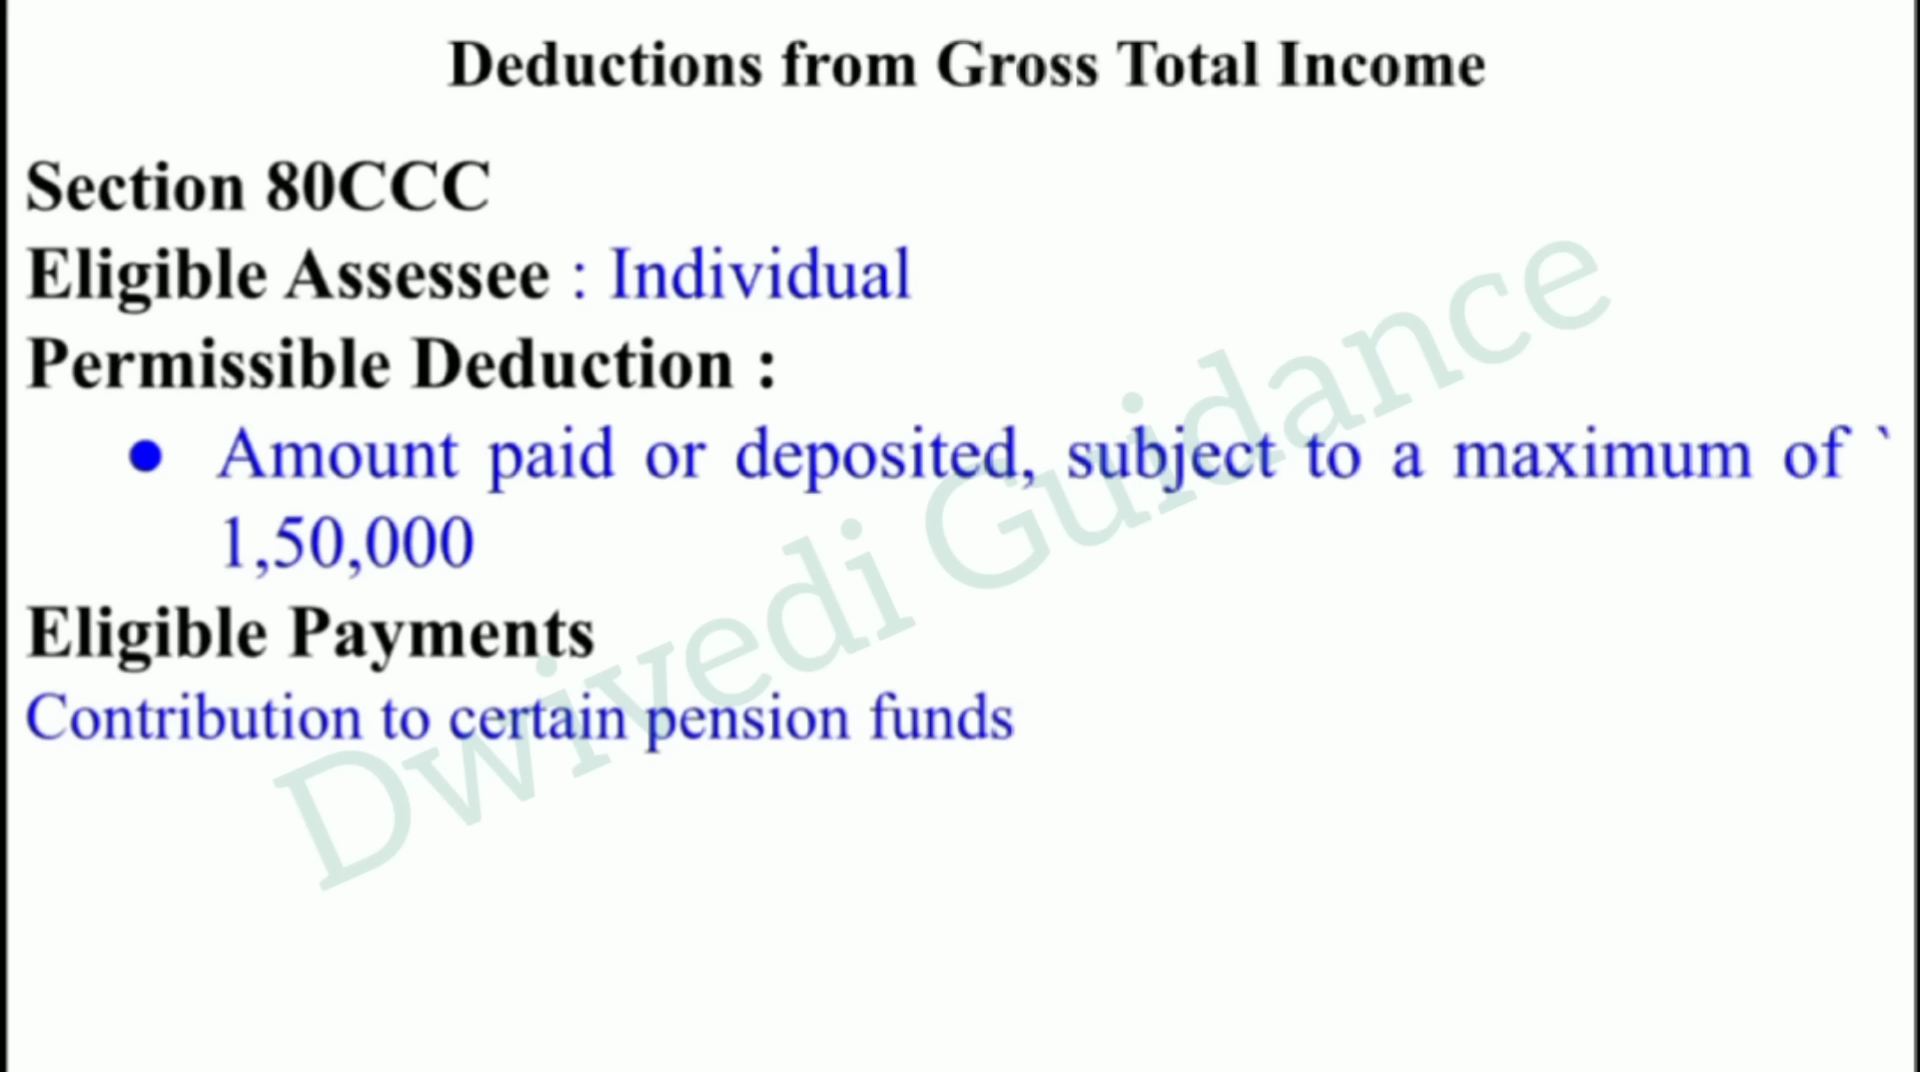 Deductions from Gross Total Income
Section 80CCC
Eligible Assessee : Individual
Permissible Deduction :
● Amount paid or deposited, subject to a maximum of `
1,50,000
Eligible Payments
Contribution to certain pension funds
Dwivedi Guidance